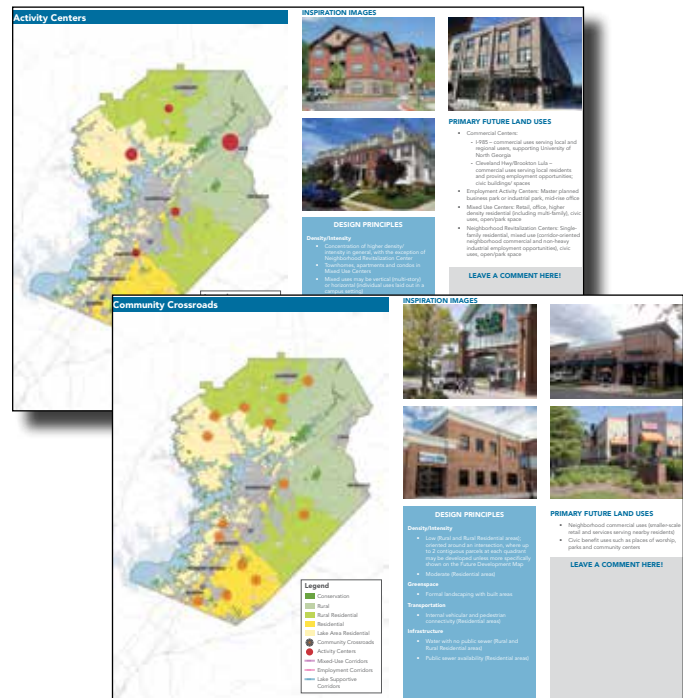 Activity Centers
INSPIRATION IMAGES
PRIMARY FUTURE LAND USES
• Commercial Centers:
- I-985 – commercial uses serving local and
regional users, supporting University of
North Georgia
- Cleveland Hwy/Brookton Lula –
commercial uses serving local residents
and proving employment opportunities;
civic buildings/ spaces
• Employment Activity Centers: Master planned
business park or industrial park, mid-rise office
• Mixed Use Centers: Retail, office, higher
density residential (including multi-family), civic
uses, open/park space
• Neighborhood Revitalization Centers: Single-
family residential, mixed use (corridor-oriented
neighborhood commercial and non-heavy
industrial employment opportunities), civic
uses, open/park space
DESIGN PRINCIPLES
Density/Intensity
• Concentration of higher density/
intensity in general, with the exception of
Neighborhood Revitalization Center
• Townhomes, apartments and condos in
Mixed Use Centers
• Mixed uses may be vertical (multi-story)
or horizontal (individual uses laid out in a
campus setting)
LEAVE A COMMENT HERE!
Community Crossroads
INSPIRATION IMAGES
Legend
Conservation
Rural
Rural Residential
Residential
Lake Area Residential
Community Crossroads
Activity Centers
Mixed-Use Corridors
Employment Corridors
Lake Supportive
Corridors
DESIGN PRINCIPLES
Density/Intensity
• Low (Rural and Rural Residential areas);
oriented around an intersection, where up
to 2 contiguous parcels at each quadrant
may be developed unless more specifically
shown on the Future Development Map
• Moderate (Residential areas)
Greenspace
• Formal landscaping with built areas
Transportation
• Internal vehicular and pedestrian
connectivity (Residential areas)
Infrastructure
• Water with no public sewer (Rural and
Rural Residential areas)
• Public sewer availability (Residential areas)
PRIMARY FUTURE LAND USES
• Neighborhood commercial uses (smaller-scale
retail and services serving nearby residents)
• Civic benefit uses such as places of worship,
parks and community centers
LEAVE A COMMENT HERE!